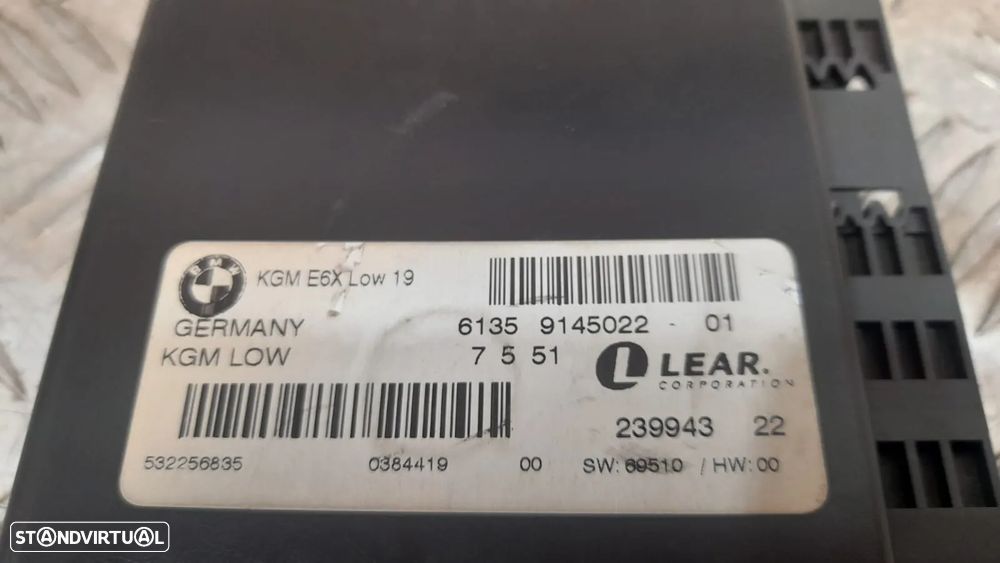 BMW
KGM E6X Low 19
GERMANY
6135 9145022 - 01
KGM LOW
7 5 51
LEAR.
CORPORATION
239943 22
532256835
0384419
00
SW: 69510 / HW: 00
STANDVIRTUAL